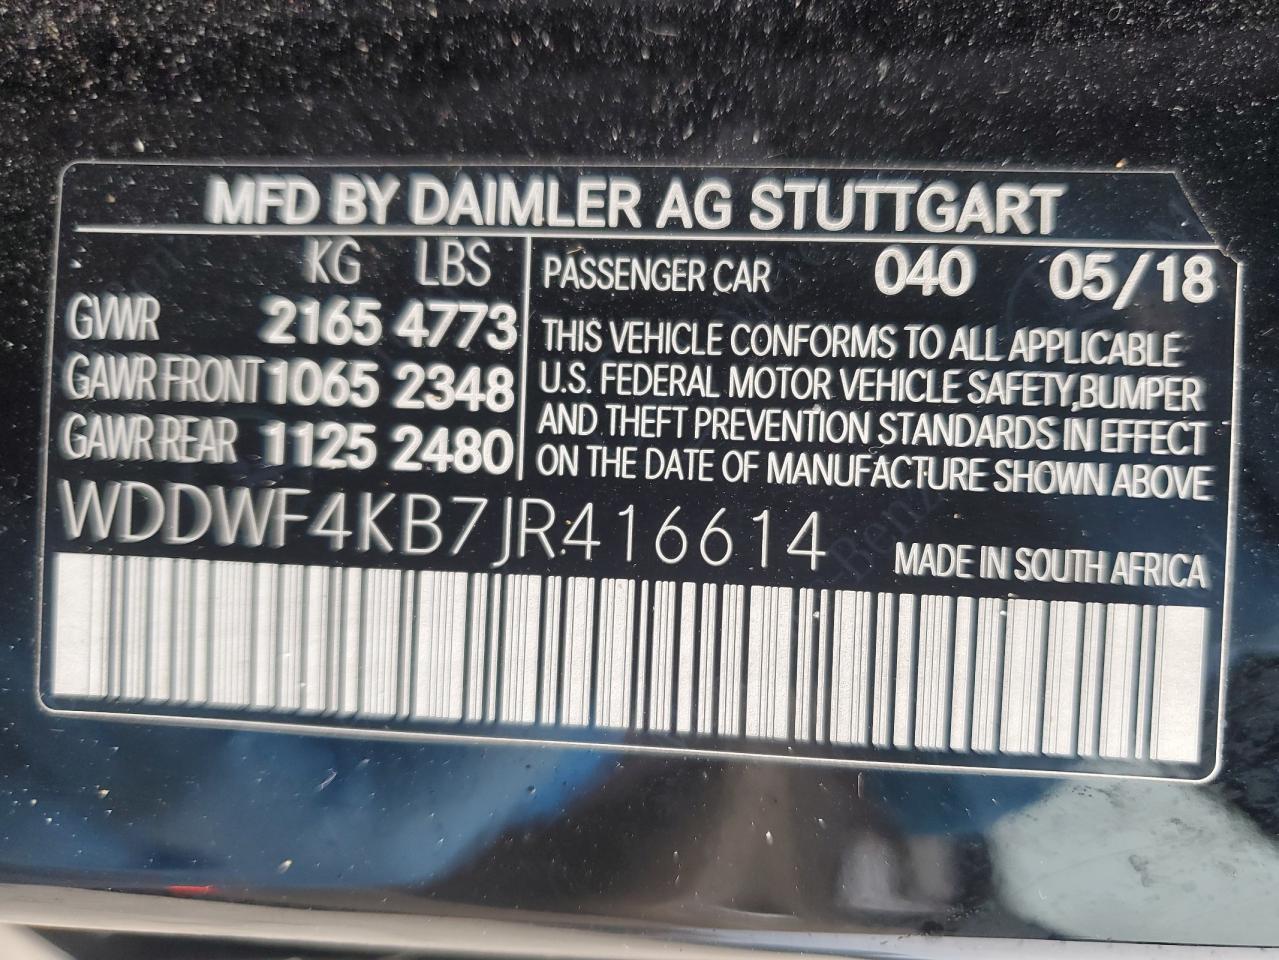 MFD BY DAIMLER AG STUTTGART
KG LBS
GVWR 2165 4773
GAWR FRONT 1065 2348
GAWR REAR 1125 2480
PASSENGER CAR 040 05/18
THIS VEHICLE CONFORMS TO ALL APPLICABLE
U.S. FEDERAL MOTOR VEHICLE SAFETY, BUMPER
AND THEFT PREVENTION STANDARDS IN EFFECT
ON THE DATE OF MANUFACTURE SHOWN ABOVE
WDDWF4KB7JR416614
MADE IN SOUTH AFRICA